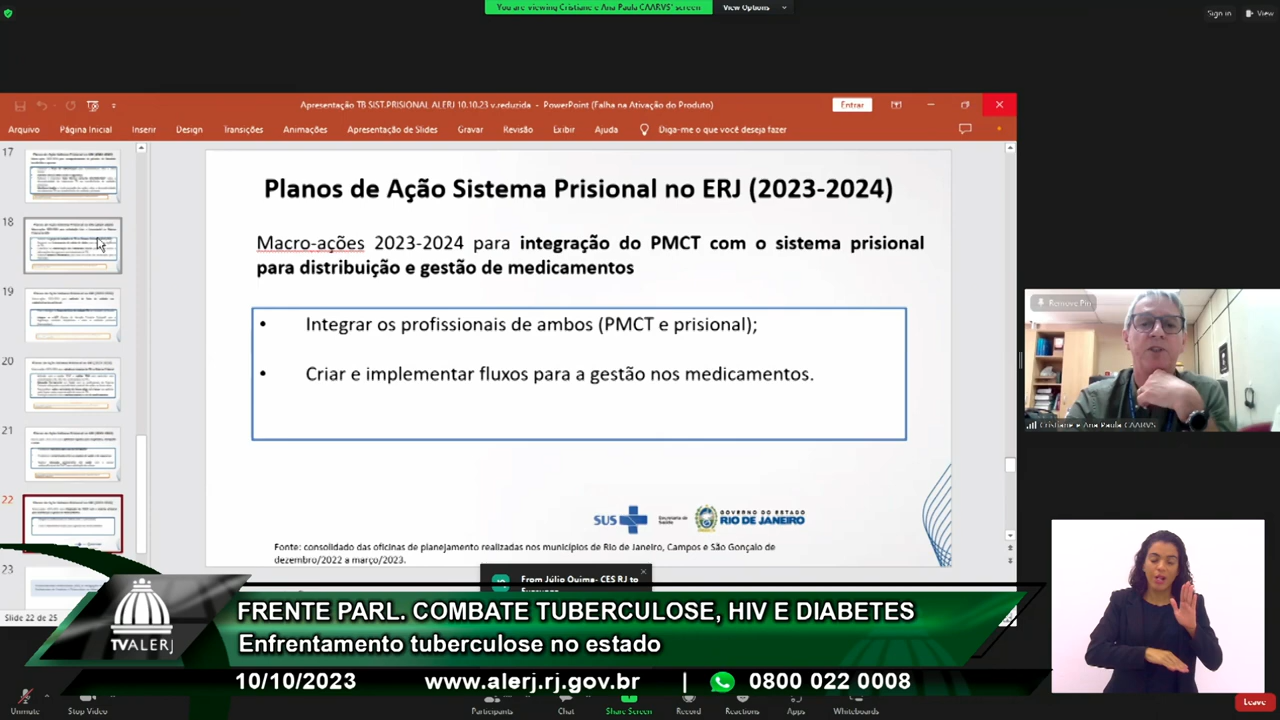 You are viewing Cristiane e Ana Paula CAARVS' screen
View Options
Sign in
View
Apresentação TB SIST.PRISIONAL ALERJ 10.10.23 v.reduzida - PowerPoint (Falha na Ativação do Produto)
Entrar
Arquivo Página Inicial Inserir Design Transições Animações Apresentação de Slides Gravar Revisão Exibir Ajuda Diga-me o que você deseja fazer
17
18
19
20
21
22
23
Planos de Ação Sistema Prisional no ERJ (2023-2024)
Macro-ações 2023-2024 para integração do PMCT com o sistema prisional
para distribuição e gestão de medicamentos
• Integrar os profissionais de ambos (PMCT e prisional);
• Criar e implementar fluxos para a gestão nos medicamentos.
SUS
Secretaria de
Saúde
GOVERNO DO ESTADO
RIO DE JANEIRO
Fonte: consolidado das oficinas de planejamento realizadas nos municípios de Rio de Janeiro, Campos e São Gonçalo de
dezembro/2022 a março/2023.
Remove Pin
Cristiane e Ana Paula CAARVS
From Júlio Quima- CES RJ to
Slide 22 de 25
TVALERJ
FRENTE PARL. COMBATE TUBERCULOSE, HIV E DIABETES
Enfrentamento tuberculose no estado
10/10/2023 www.alerj.rj.gov.br | 0800 022 0008
Unmute
Stop Video
Participants
Chat
Share Screen
Record
Reactions
Apps
Whiteboards
Leave